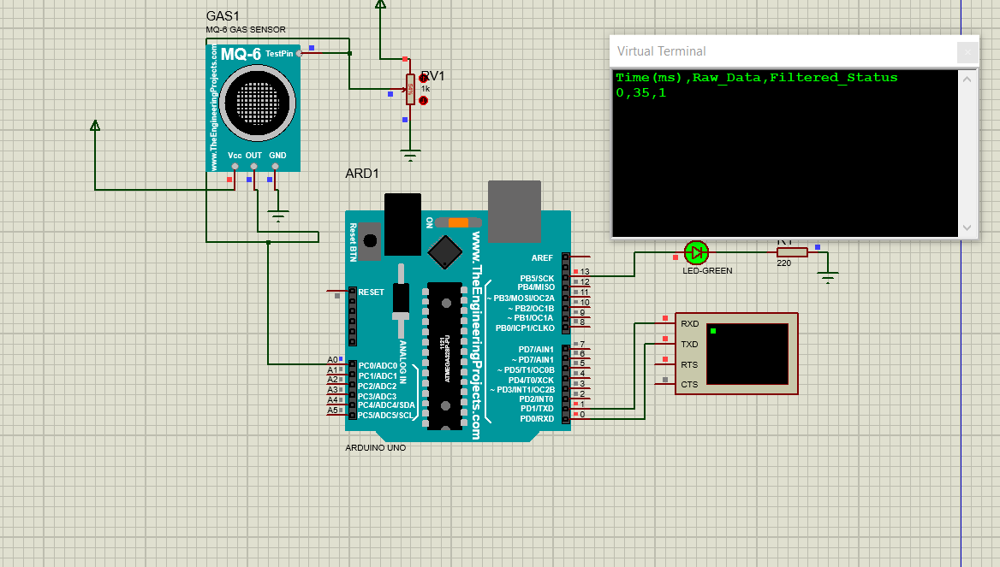 GAS1
MQ-6 GAS SENSOR
MQ-6
TestPin
www.TheEngineeringProjects.com
Vcc OUT GND
RV1
1k
Virtual Terminal
Time(ms),Raw_Data,Filtered_Status
0,35,1
ARD1
Reset BTN
ON
www.TheEngineeringProjects.com
1121
ATMEGA328P-PU
ANALOG IN
RESET
A0 PC0/ADC0
A1 PC1/ADC1
A2 PC2/ADC2
A3 PC3/ADC3
A4 PC4/ADC4/SDA
A5 PC5/ADC5/SCL
AREF
PB5/SCK 13
PB4/MISO 12
~ PB3/MOSI/OC2A 11
~ PB2/OC1B 10
~ PB1/OC1A 9
PB0/ICP1/CLKO 8
PD7/AIN1 7
~ PD7/AIN1 6
~ PD5/T1/OC0B 5
PD4/T0/XCK 4
~ PD3/INT1/OC2B 3
PD2/INT0 2
PD1/TXD 1
PD0/RXD 0
ARDUINO UNO
LED-GREEN
R1
220
RXD
TXD
RTS
CTS